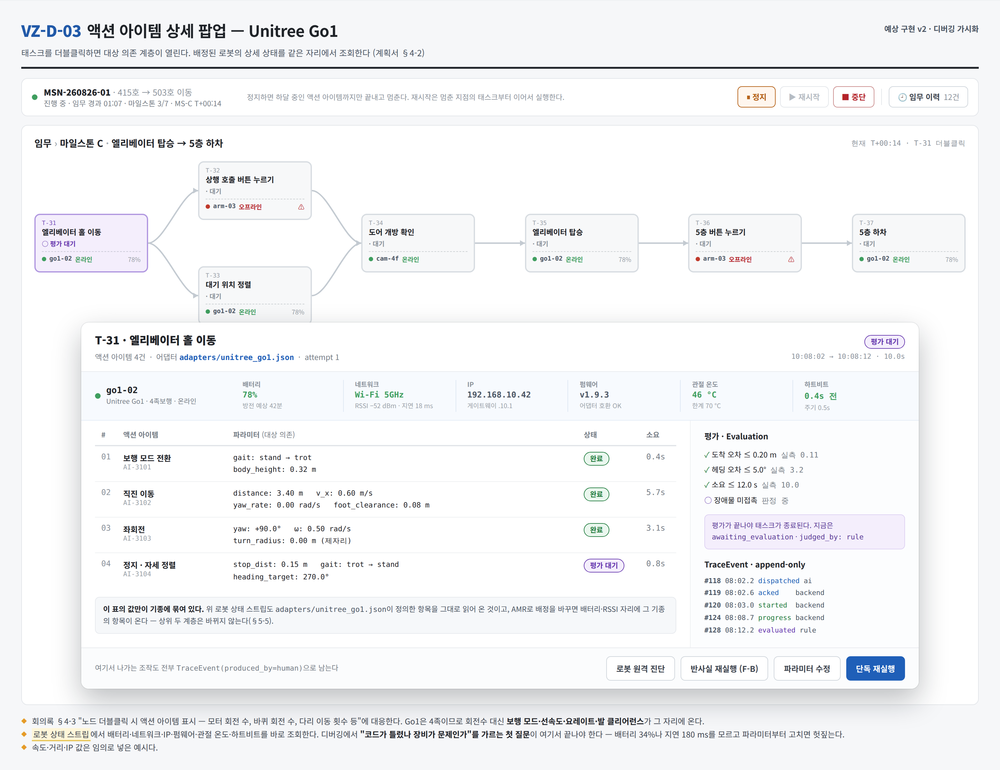 VZ-D-03 액션 아이템 상세 팝업 — Unitree Go1
예상 구현 v2 · 디버깅 가시화
태스크를 더블클릭하면 대상 의존 계층이 열린다. 배정된 로봇의 상세 상태를 같은 자리에서 조회한다 (계획서 §4-2)
MSN-260826-01 · 415호 → 503호 이동
진행 중 · 임무 경과 01:07 · 마일스톤 3/7 · MS-C T+00:14
정지하면 하달 중인 액션 아이템까지만 끝내고 멈춘다. 재시작은 멈춘 지점의 태스크부터 이어서 실행한다.
⏸ 정지
▶ 재시작
■ 중단
🕘 임무 이력 12건
임무 › 마일스톤 C · 엘리베이터 탑승 → 5층 하차
현재 T+00:14 · T-31 더블클릭
T-31
엘리베이터 홀 이동
○ 평가 대기
go1-02 온라인 78%
T-32
상행 호출 버튼 누르기
· 대기
arm-03 오프라인 ⚠
T-33
대기 위치 정렬
· 대기
go1-02 온라인 78%
T-34
도어 개방 확인
· 대기
cam-4f 온라인
T-35
엘리베이터 탑승
· 대기
go1-02 온라인 78%
T-36
5층 버튼 누르기
· 대기
arm-03 오프라인 ⚠
T-37
5층 하차
· 대기
go1-02 온라인 78%
T-31 · 엘리베이터 홀 이동
평가 대기
액션 아이템 4건 · 어댑터 adapters/unitree_go1.json · attempt 1
10:08:02 → 10:08:12 · 10.0s
go1-02
Unitree Go1 · 4족보행 · 온라인
배터리
78%
방전 예상 42분
네트워크
Wi-Fi 5GHz
RSSI −52 dBm · 지연 18 ms
IP
192.168.10.42
게이트웨이 .10.1
펌웨어
v1.9.3
어댑터 호환 OK
관절 온도
46 °C
한계 70 °C
하트비트
0.4s 전
주기 0.5s
# 액션 아이템 파라미터 (대상 의존) 상태 소요
01 보행 모드 전환 gait: stand → trot 완료 0.4s
AI-3101 body_height: 0.32 m
02 직진 이동 distance: 3.40 m v_x: 0.60 m/s 완료 5.7s
AI-3102 yaw_rate: 0.00 rad/s foot_clearance: 0.08 m
03 좌회전 yaw: +90.0° ω: 0.50 rad/s 완료 3.1s
AI-3103 turn_radius: 0.00 m (제자리)
04 정지 · 자세 정렬 stop_dist: 0.15 m gait: trot → stand 평가 대기 0.8s
AI-3104 heading_target: 270.0°
이 표의 값만이 기종에 묶여 있다. 위 로봇 상태 스트립도 adapters/unitree_go1.json이 정의한 항목을 그대로 읽어 온 것이고, AMR로 배정을 바꾸면 배터리·RSSI 자리에 그 기종
의 항목이 온다 — 상위 두 계층은 바뀌지 않는다(§5-5).
평가 · Evaluation
✓ 도착 오차 ≤ 0.20 m 실측 0.11
✓ 헤딩 오차 ≤ 5.0° 실측 3.2
✓ 소요 ≤ 12.0 s 실측 10.0
○ 장애물 미접촉 판정 중
평가가 끝나야 태스크가 종료된다. 지금은
awaiting_evaluation · judged_by: rule
TraceEvent · append-only
#118 08:02.2 dispatched ai
#119 08:02.6 acked backend
#120 08:03.0 started backend
#124 08:08.7 progress backend
#128 08:12.2 evaluated rule
여기서 나가는 조작도 전부 TraceEvent(produced_by=human)으로 남는다
로봇 원격 진단
반사실 재실행 (F-B)
파라미터 수정
단독 재실행
◆ 회의록 §4-3 "노드 더블클릭 시 액션 아이템 표시 — 모터 회전 수, 바퀴 회전 수, 다리 이동 횟수 등"에 대응한다. Go1은 4족이므로 회전수 대신 보행 모드·선속도·요레이트·발 클리어런스가 그 자리에 온다.
◆ 로봇 상태 스트립에서 배터리·네트워크·IP·펌웨어·관절 온도·하트비트를 바로 조회한다. 디버깅에서 "코드가 틀렸나 장비가 문제인가"를 가르는 첫 질문이 여기서 끝나야 한다 — 배터리 34%나 지연 180 ms를 모르고 파라미터부터 고치면 헛짚는다.
◆ 속도·거리·IP 값은 임의로 넣은 예시다.